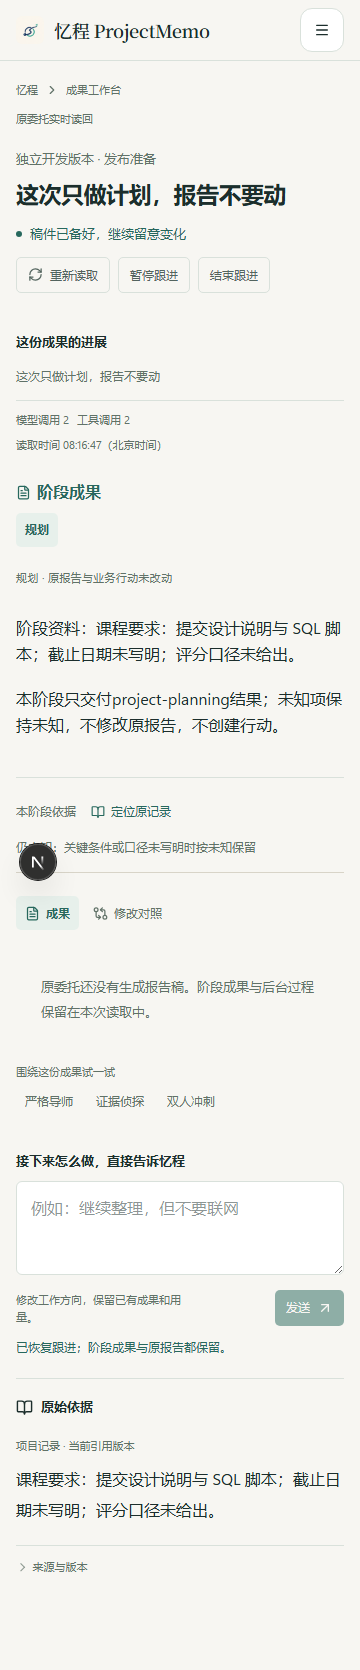 忆程 ProjectMemo
忆程 > 成果工作台
原委托实时读回
独立开发版本 · 发布准备
这次只做计划，报告不要动
稿件已备好，继续留意变化
重新读取 暂停跟进 结束跟进
这份成果的进展
这次只做计划，报告不要动
模型调用 2 工具调用 2
读取时间 08:16:47（北京时间）
阶段成果
规划
规划 · 原报告与业务行动未改动
阶段资料：课程要求：提交设计说明与 SQL 脚
本；截止日期未写明；评分口径未给出。
本阶段只交付project-planning结果；未知项保
持未知，不修改原报告，不创建行动。
本阶段依据 定位原记录
仍 ：关键条件或口径未写明时按未知保留
N
成果 修改对照
原委托还没有生成报告稿。阶段成果与后台过程
保留在本次读取中。
围绕这份成果试一试
严格导师 证据侦探 双人冲刺
接下来怎么做，直接告诉忆程
例如：继续整理，但不要联网
修改工作方向，保留已有成果和用
量。
发送
已恢复跟进；阶段成果与原报告都保留。
原始依据
项目记录 · 当前引用版本
课程要求：提交设计说明与 SQL 脚本；截止日
期未写明；评分口径未给出。
来源与版本